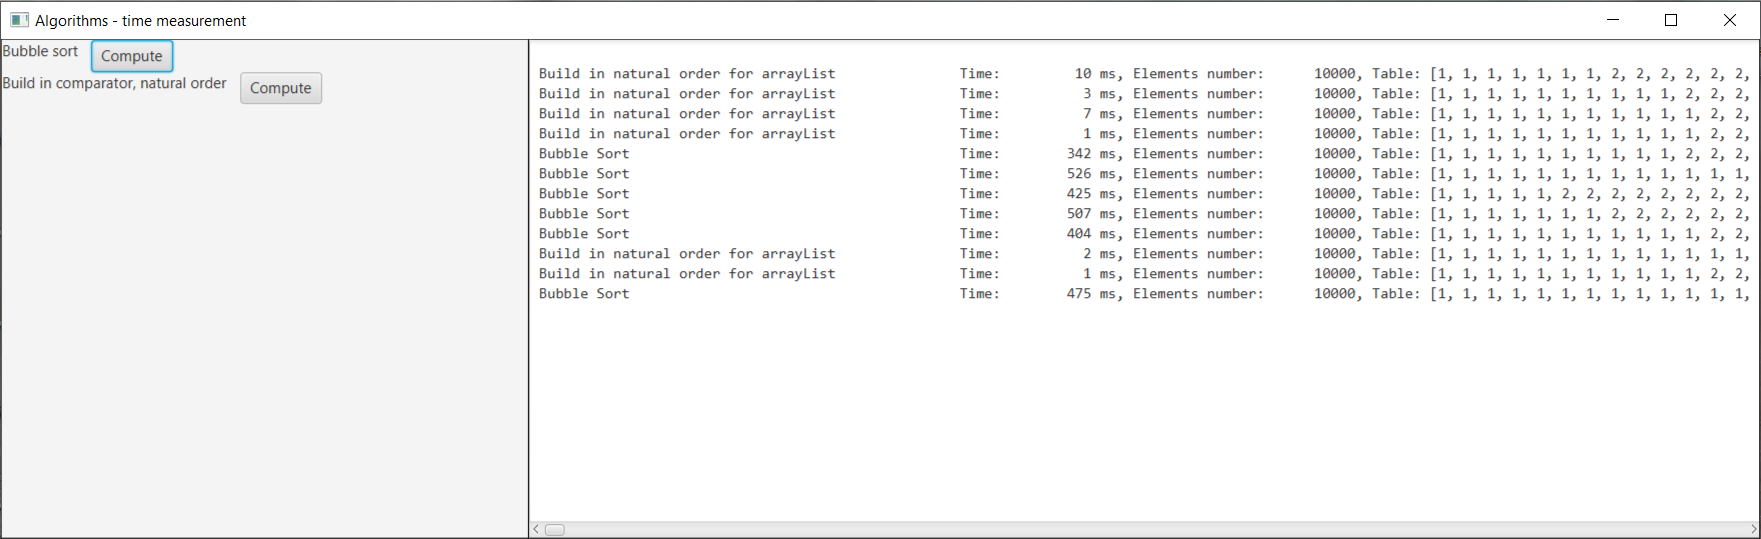 Algorithms - time measurement
Bubble sort Compute
Build in comparator, natural order Compute
Build in natural order for arrayList Time: 10 ms, Elements number: 10000, Table: [1, 1, 1, 1, 1, 1, 1, 2, 2, 2, 2, 2, 2,
Build in natural order for arrayList Time: 3 ms, Elements number: 10000, Table: [1, 1, 1, 1, 1, 1, 1, 1, 1, 1, 2, 2, 2,
Build in natural order for arrayList Time: 7 ms, Elements number: 10000, Table: [1, 1, 1, 1, 1, 1, 1, 1, 1, 1, 1, 2, 2,
Build in natural order for arrayList Time: 1 ms, Elements number: 10000, Table: [1, 1, 1, 1, 1, 1, 1, 1, 1, 1, 1, 2, 2,
Bubble Sort Time: 342 ms, Elements number: 10000, Table: [1, 1, 1, 1, 1, 1, 1, 1, 1, 1, 2, 2, 2,
Bubble Sort Time: 526 ms, Elements number: 10000, Table: [1, 1, 1, 1, 1, 1, 1, 1, 1, 1, 1, 1, 1,
Bubble Sort Time: 425 ms, Elements number: 10000, Table: [1, 1, 1, 1, 1, 2, 2, 2, 2, 2, 2, 2, 2,
Bubble Sort Time: 507 ms, Elements number: 10000, Table: [1, 1, 1, 1, 1, 1, 1, 2, 2, 2, 2, 2, 2,
Bubble Sort Time: 404 ms, Elements number: 10000, Table: [1, 1, 1, 1, 1, 1, 1, 1, 1, 1, 1, 2, 2,
Build in natural order for arrayList Time: 2 ms, Elements number: 10000, Table: [1, 1, 1, 1, 1, 1, 1, 1, 1, 1, 1, 1, 1,
Build in natural order for arrayList Time: 1 ms, Elements number: 10000, Table: [1, 1, 1, 1, 1, 1, 1, 1, 1, 1, 1, 2, 2,
Bubble Sort Time: 475 ms, Elements number: 10000, Table: [1, 1, 1, 1, 1, 1, 1, 1, 1, 1, 1, 1, 1,